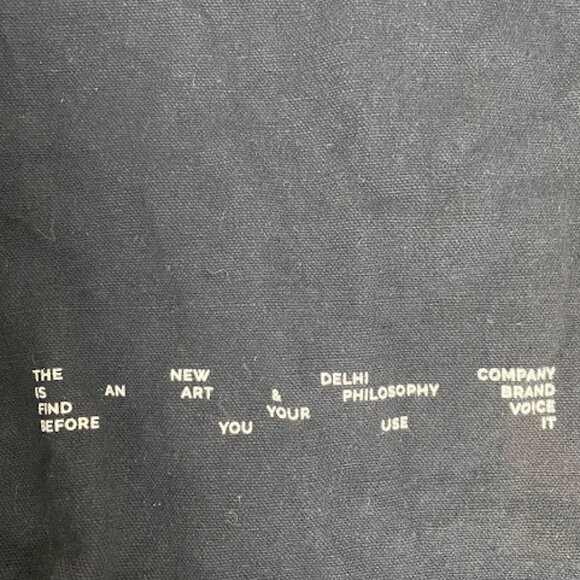 THE NEW DELHI COMPANY
IS AN ART & PHILOSOPHY BRAND
FIND YOUR VOICE
BEFORE YOU USE IT